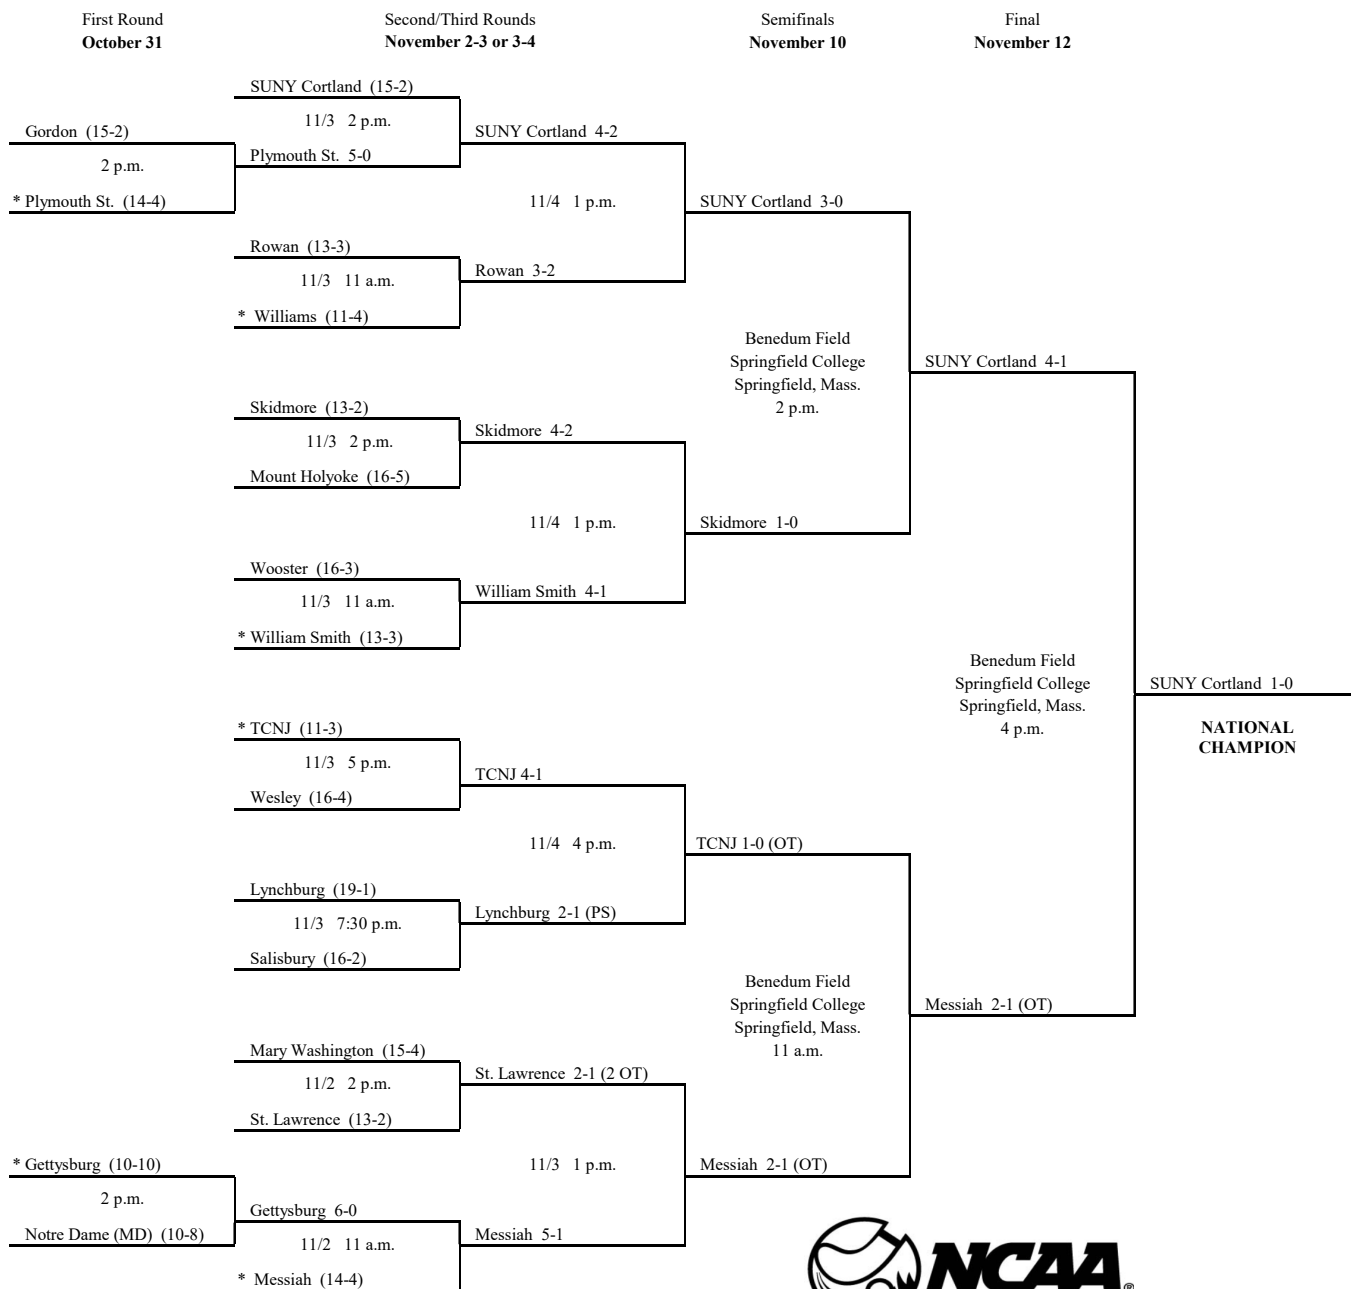 First Round
October 31
Second/Third Rounds
November 2-3 or 3-4
Semifinals
November 10
Final
November 12
SUNY Cortland (15-2)
11/3 2 p.m.
Gordon (15-2)
SUNY Cortland 4-2
Plymouth St. 5-0
2 p.m.
* Plymouth St. (14-4)
11/4 1 p.m.
SUNY Cortland 3-0
Rowan (13-3)
11/3 11 a.m.
Rowan 3-2
* Williams (11-4)
Benedum Field
Springfield College
Springfield, Mass.
2 p.m.
SUNY Cortland 4-1
Skidmore (13-2)
11/3 2 p.m.
Skidmore 4-2
Mount Holyoke (16-5)
11/4 1 p.m.
Skidmore 1-0
Wooster (16-3)
11/3 11 a.m.
William Smith 4-1
* William Smith (13-3)
Benedum Field
Springfield College
Springfield, Mass.
4 p.m.
SUNY Cortland 1-0
NATIONAL
CHAMPION
* TCNJ (11-3)
11/3 5 p.m.
TCNJ 4-1
Wesley (16-4)
11/4 4 p.m.
TCNJ 1-0 (OT)
Lynchburg (19-1)
11/3 7:30 p.m.
Lynchburg 2-1 (PS)
Salisbury (16-2)
Benedum Field
Springfield College
Springfield, Mass.
11 a.m.
Messiah 2-1 (OT)
Mary Washington (15-4)
11/2 2 p.m.
St. Lawrence 2-1 (2 OT)
St. Lawrence (13-2)
* Gettysburg (10-10)
11/3 1 p.m.
Messiah 2-1 (OT)
2 p.m.
Gettysburg 6-0
Notre Dame (MD) (10-8)
Messiah 5-1
11/2 11 a.m.
* Messiah (14-4)
NCAA®